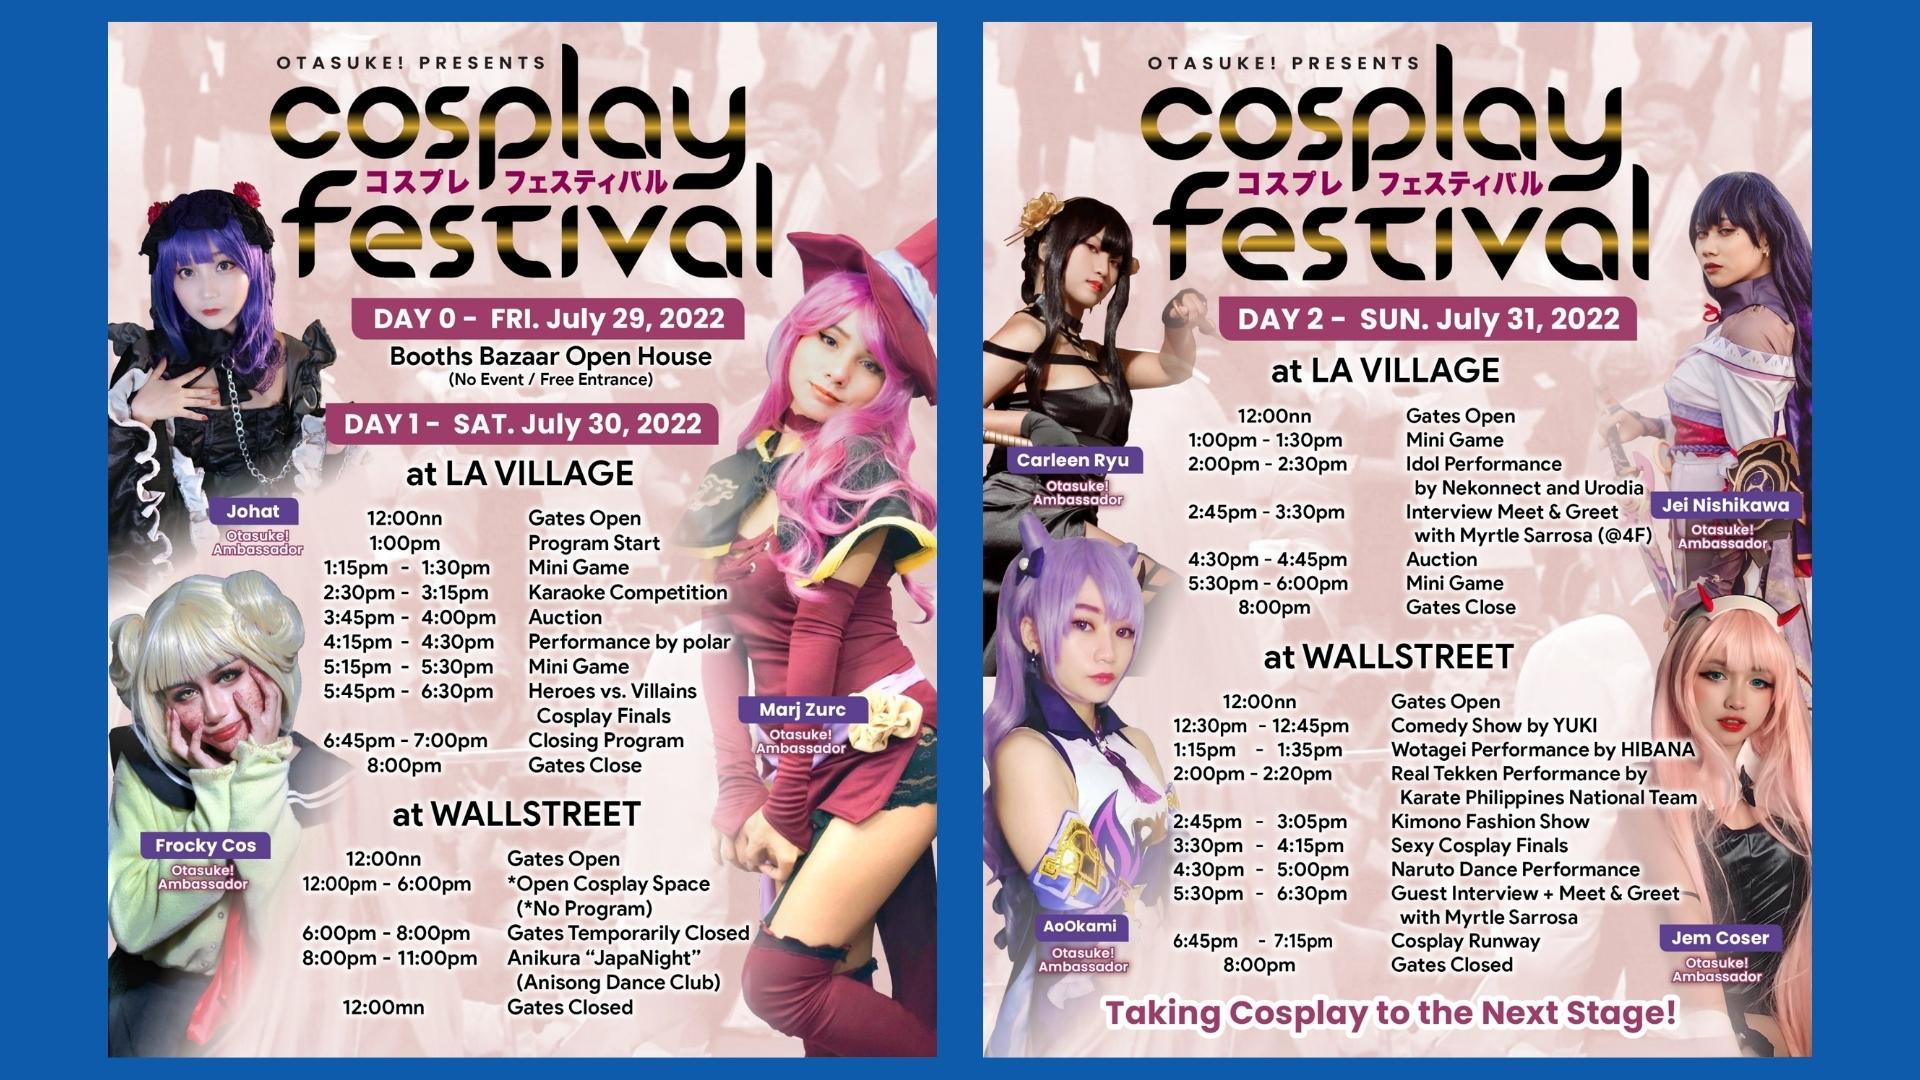 OTASUKE! PRESENTS
cosplay
コスプレ フェスティバル
festival
DAY 0 - FRI. July 29, 2022
Booths Bazaar Open House
(No Event / Free Entrance)
DAY 1 - SAT. July 30, 2022
at LA VILLAGE
12:00nn Gates Open
1:00pm Program Start
1:15pm - 1:30pm Mini Game
2:30pm - 3:15pm Karaoke Competition
3:45pm - 4:00pm Auction
4:15pm - 4:30pm Performance by polar
5:15pm - 5:30pm Mini Game
5:45pm - 6:30pm Heroes vs. Villains
Cosplay Finals
6:45pm - 7:00pm Closing Program
8:00pm Gates Close
at WALLSTREET
12:00nn Gates Open
12:00pm - 6:00pm *Open Cosplay Space
(*No Program)
6:00pm - 8:00pm Gates Temporarily Closed
8:00pm - 11:00pm Anikura “JapaNight”
(Anisong Dance Club)
12:00mn Gates Closed
Johat
Otasuke!
Ambassador
Frocky Cos
Otasuke!
Ambassador
Marj Zurc
Otasuke!
Ambassador
OTASUKE! PRESENTS
cosplay
コスプレ フェスティバル
festival
DAY 2 - SUN. July 31, 2022
at LA VILLAGE
12:00nn Gates Open
1:00pm - 1:30pm Mini Game
2:00pm - 2:30pm Idol Performance
by Nekonnect and Urodia
2:45pm - 3:30pm Interview Meet & Greet
with Myrtle Sarrosa (@4F)
4:30pm - 4:45pm Auction
5:30pm - 6:00pm Mini Game
8:00pm Gates Close
at WALLSTREET
12:00nn Gates Open
12:30pm - 12:45pm Comedy Show by YUKI
1:15pm - 1:35pm Wotagei Performance by HIBANA
2:00pm - 2:20pm Real Tekken Performance by
Karate Philippines National Team
2:45pm - 3:05pm Kimono Fashion Show
3:30pm - 4:15pm Sexy Cosplay Finals
4:30pm - 5:00pm Naruto Dance Performance
5:30pm - 6:30pm Guest Interview + Meet & Greet
with Myrtle Sarrosa
6:45pm - 7:15pm Cosplay Runway
8:00pm Gates Closed
Carleen Ryu
Otasuke!
Ambassador
Jei Nishikawa
Otasuke!
Ambassador
AoOkami
Otasuke!
Ambassador
Jem Coser
Otasuke!
Ambassador
Taking Cosplay to the Next Stage!